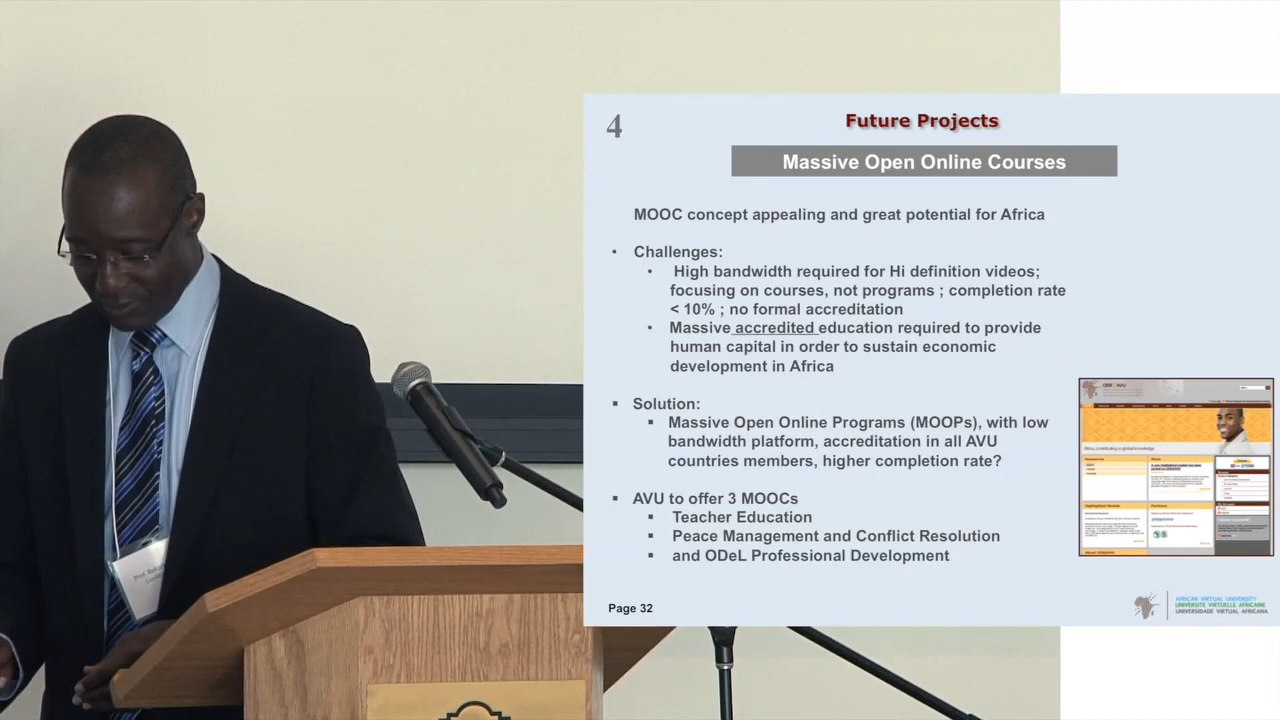 4
Future Projects
Massive Open Online Courses
MOOC concept appealing and great potential for Africa
• Challenges:
• High bandwidth required for Hi definition videos;
focusing on courses, not programs ; completion rate
< 10% ; no formal accreditation
• Massive accredited education required to provide
human capital in order to sustain economic
development in Africa
▪ Solution:
▪ Massive Open Online Programs (MOOPs), with low
bandwidth platform, accreditation in all AVU
countries members, higher completion rate?
▪ AVU to offer 3 MOOCs
▪ Teacher Education
▪ Peace Management and Conflict Resolution
▪ and ODeL Professional Development
Page 32
AFRICAN VIRTUAL UNIVERSITY
UNIVERSITE VIRTUELLE AFRICAINE
UNIVERSIDADE VIRTUAL AFRICANA
Prof.